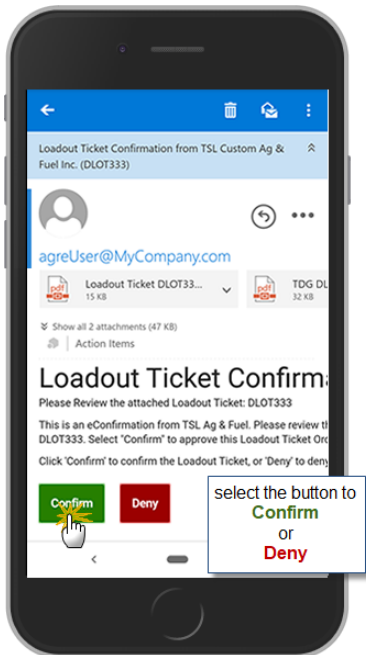 Loadout Ticket Confirmation from TSL Custom Ag &
Fuel Inc. (DLOT333)
agreUser@MyCompany.com
pdf
Loadout Ticket DLOT33...
15 KB
pdf
TDG DL
32 KB
Show all 2 attachments (47 KB)
Action Items
Loadout Ticket Confirm
Please Review the attached Loadout Ticket: DLOT333
This is an eConfirmation from TSL Ag & Fuel. Please review th
DLOT333. Select "Confirm" to approve this Loadout Ticket Ord
Click 'Confirm' to confirm the Loadout Ticket, or 'Deny' to deny
Confirm
Deny
select the button to
Confirm
or
Deny